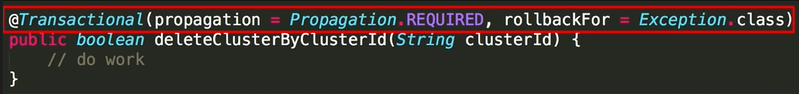 @Transactional(propagation = Propagation.REQUIRED, rollbackFor = Exception.class)
public boolean deleteClusterByClusterId(String clusterId) {
    // do work
}